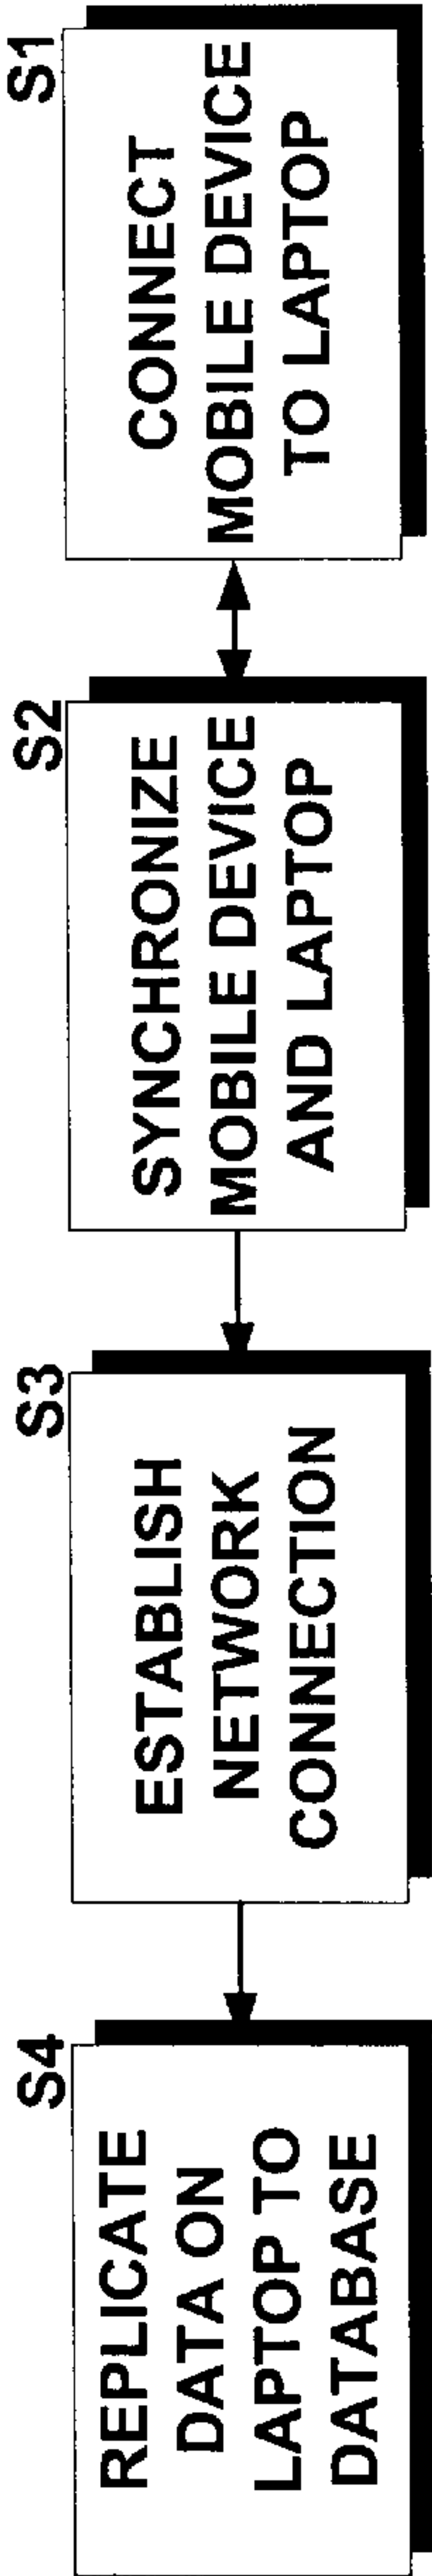 S1
CONNECT
MOBILE DEVICE
TO LAPTOP
S2
SYNCHRONIZE
MOBILE DEVICE
AND LAPTOP
S3
ESTABLISH
NETWORK
CONNECTION
S4
REPLICATE
DATA ON
LAPTOP TO
DATABASE